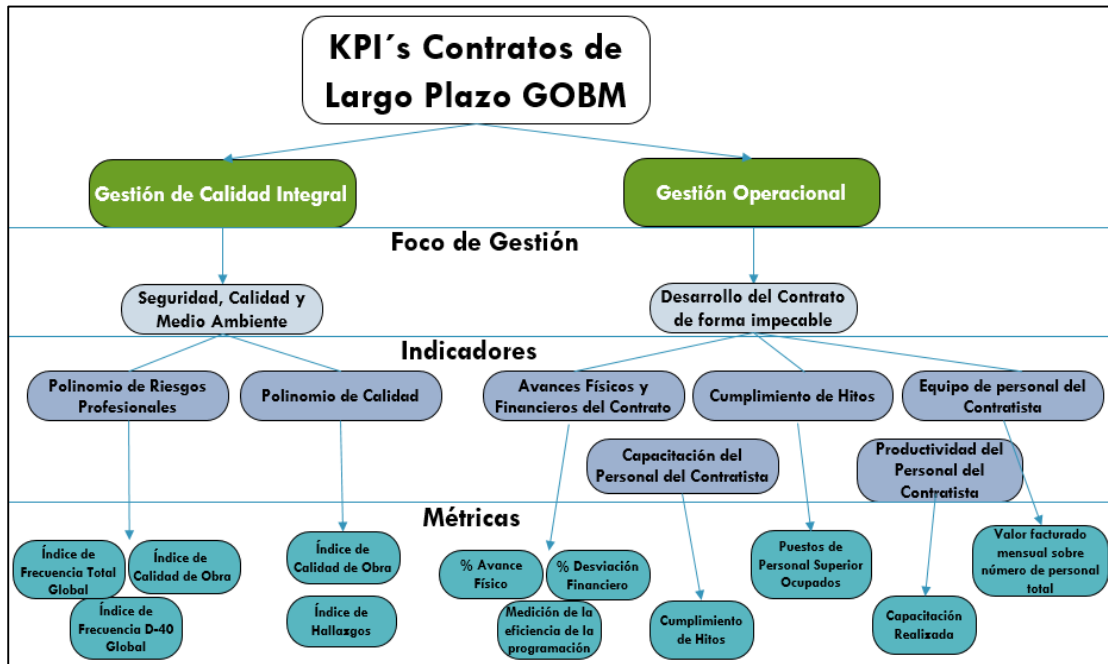 KPI´s Contratos de
Largo Plazo GOBM
Gestión de Calidad Integral
Gestión Operacional
Foco de Gestión
Seguridad, Calidad y
Medio Ambiente
Desarrollo del Contrato
de forma impecable
Indicadores
Polinomio de Riesgos
Profesionales
Polinomio de Calidad
Avances Físicos y
Financieros del Contrato
Cumplimiento de Hitos
Equipo de personal del
Contratista
Capacitación del
Personal del Contratista
Productividad del
Personal del
Contratista
Métricas
Índice de
Frecuencia Total
Global
Índice de
Calidad de Obra
Índice de
Frecuencia D-40
Global
Índice de
Calidad de Obra
Índice de
Hallazgos
% Avance
Físico
% Desviación
Financiero
Medición de la
eficiencia de la
programación
Cumplimiento
de Hitos
Puestos de
Personal Superior
Ocupados
Capacitación
Realizada
Valor facturado
mensual sobre
número de personal
total